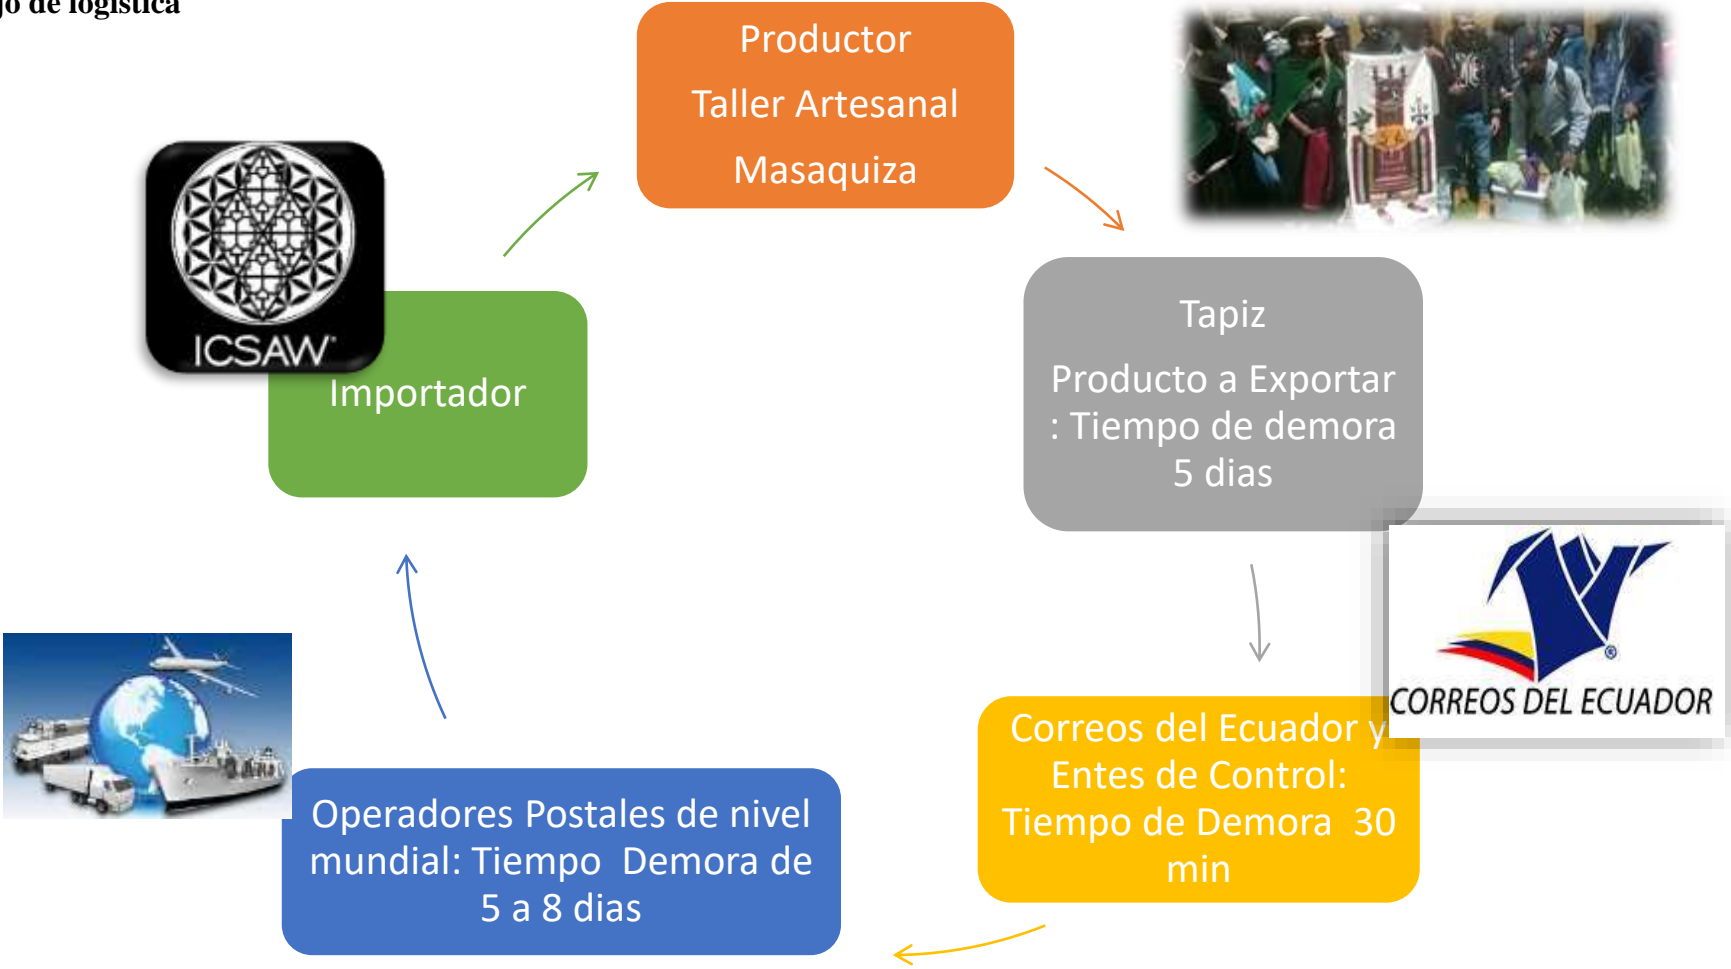 de logística
Productor
Taller Artesanal
Masaquiza
ICSAW
Importador
Tapiz
Producto a Exportar
: Tiempo de demora
5 dias
CORREOS DEL ECUADOR
Correos del Ecuador y
Entes de Control:
Tiempo de Demora 30
min
Operadores Postales de nivel
mundial: Tiempo Demora de
5 a 8 dias